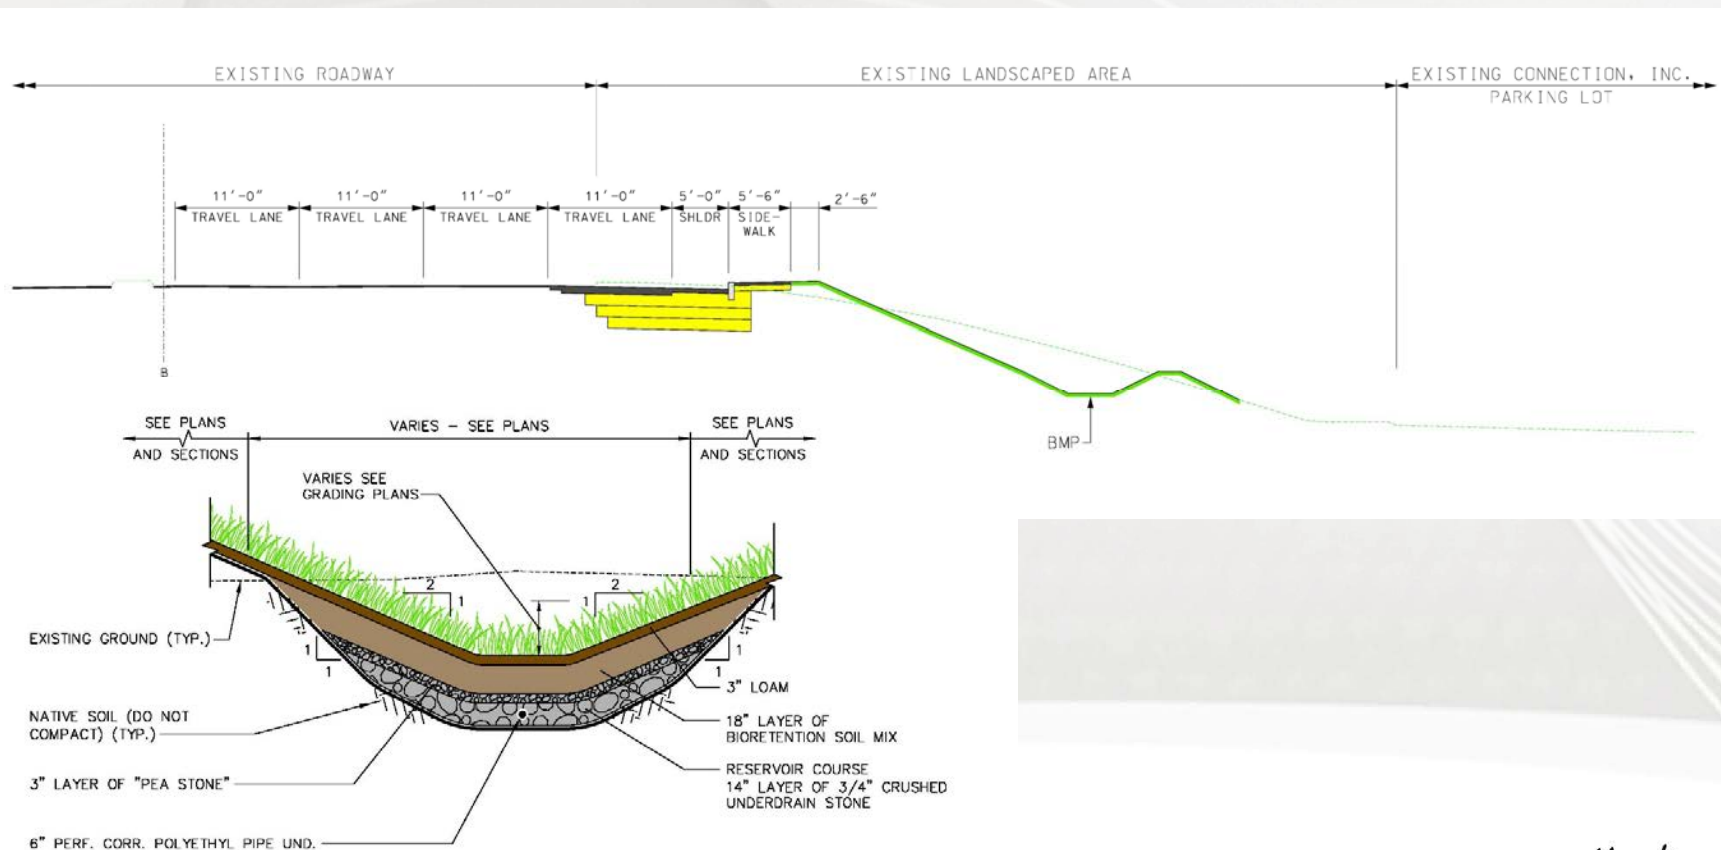 EXISTING ROADWAY
EXISTING LANDSCAPED AREA
EXISTING CONNECTION, INC.
PARKING LOT
11'-0"
11'-0"
11'-0"
11'-0"
5'-0"
5'-6"
2'-6"
TRAVEL LANE
TRAVEL LANE
TRAVEL LANE
TRAVEL LANE
SHLDR
SIDE-
WALK
B
BMP
SEE PLANS
AND SECTIONS
VARIES - SEE PLANS
SEE PLANS
AND SECTIONS
VARIES SEE
GRADING PLANS
2
1
2
1
EXISTING GROUND (TYP.)
1
1
1
1
3" LOAM
NATIVE SOIL (DO NOT
COMPACT) (TYP.)
18" LAYER OF
BIORETENTION SOIL MIX
3" LAYER OF "PEA STONE"
RESERVOIR COURSE
14" LAYER OF 3/4" CRUSHED
UNDERDRAIN STONE
6" PERF. CORR. POLYETHYL PIPE UND.